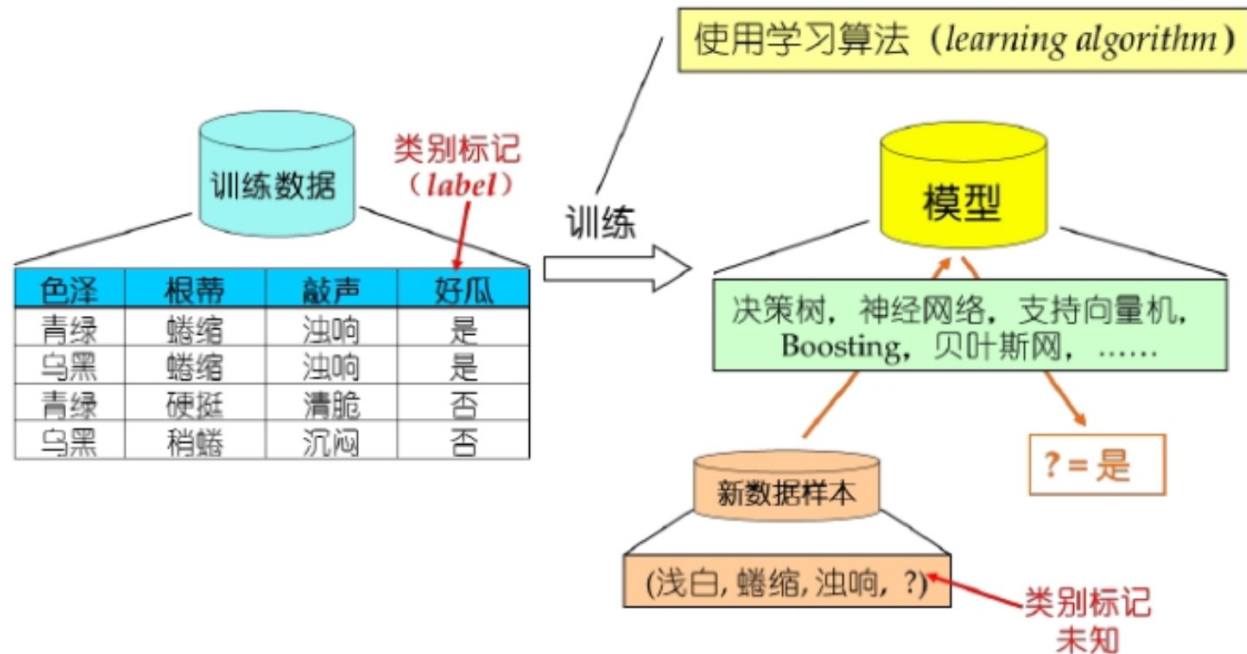 使用学习算法（learning algorithm）
训练数据
类别标记
（label）
训练
模型
色泽 根蒂 敲声 好瓜
青绿 蜷缩 浊响 是
乌黑 蜷缩 浊响 是
青绿 硬挺 清脆 否
乌黑 稍蜷 沉闷 否
决策树，神经网络，支持向量机，
Boosting，贝叶斯网，……
? = 是
新数据样本
(浅白, 蜷缩, 浊响, ?)
类别标记
未知